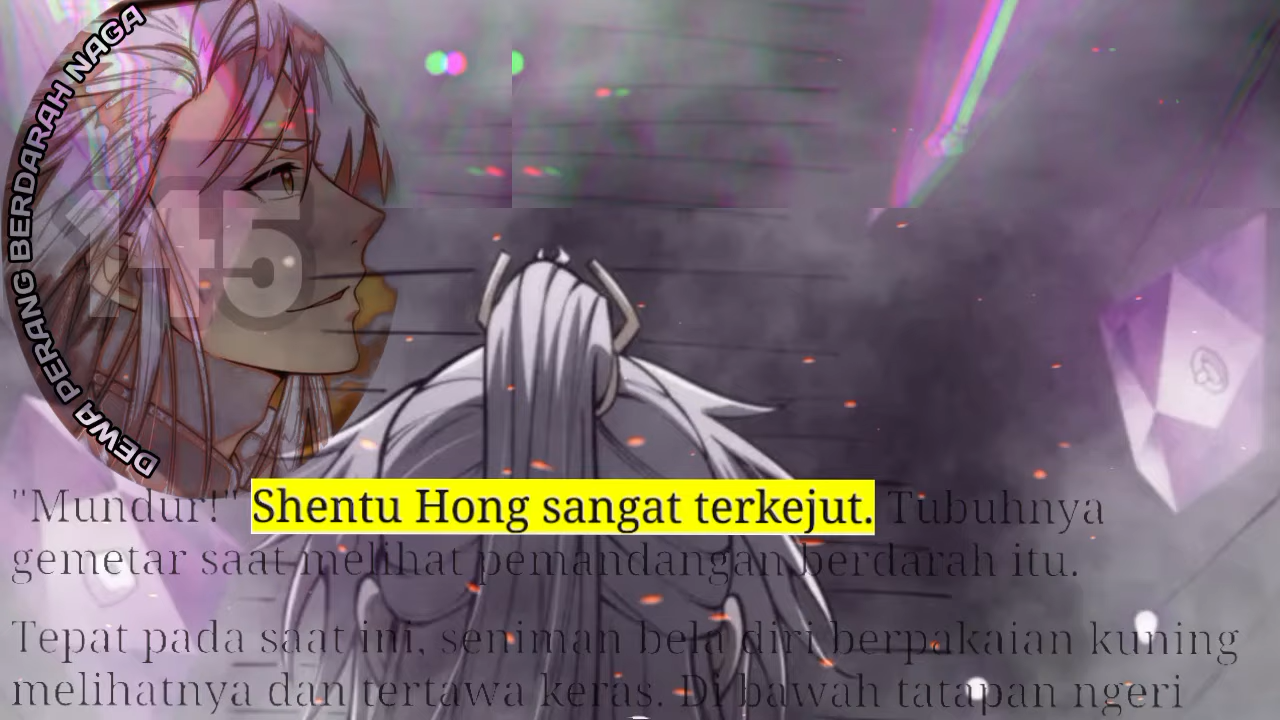 DEWA PERANG BERDARAH NAGA
145
"Mundur!" Shentu Hong sangat terkejut. Tubuhnya
gemetar saat melihat pemandangan berdarah itu.
Tepat pada saat ini, seniman bela diri berpakaian kuning
melihatnya dan tertawa keras. Di bawah tatapan ngeri